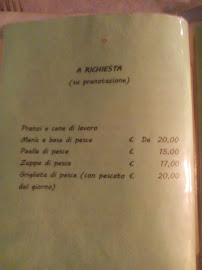 A RICHIESTA
(su prenotazione)
Pranzi e cene di lavoro
Menù a base di pesce € Da 20,00
Paella di pesce € 15,00
Zuppa di pesce € 17,00
Grigliata di pesce (con pescato € 20,00
del giorno)